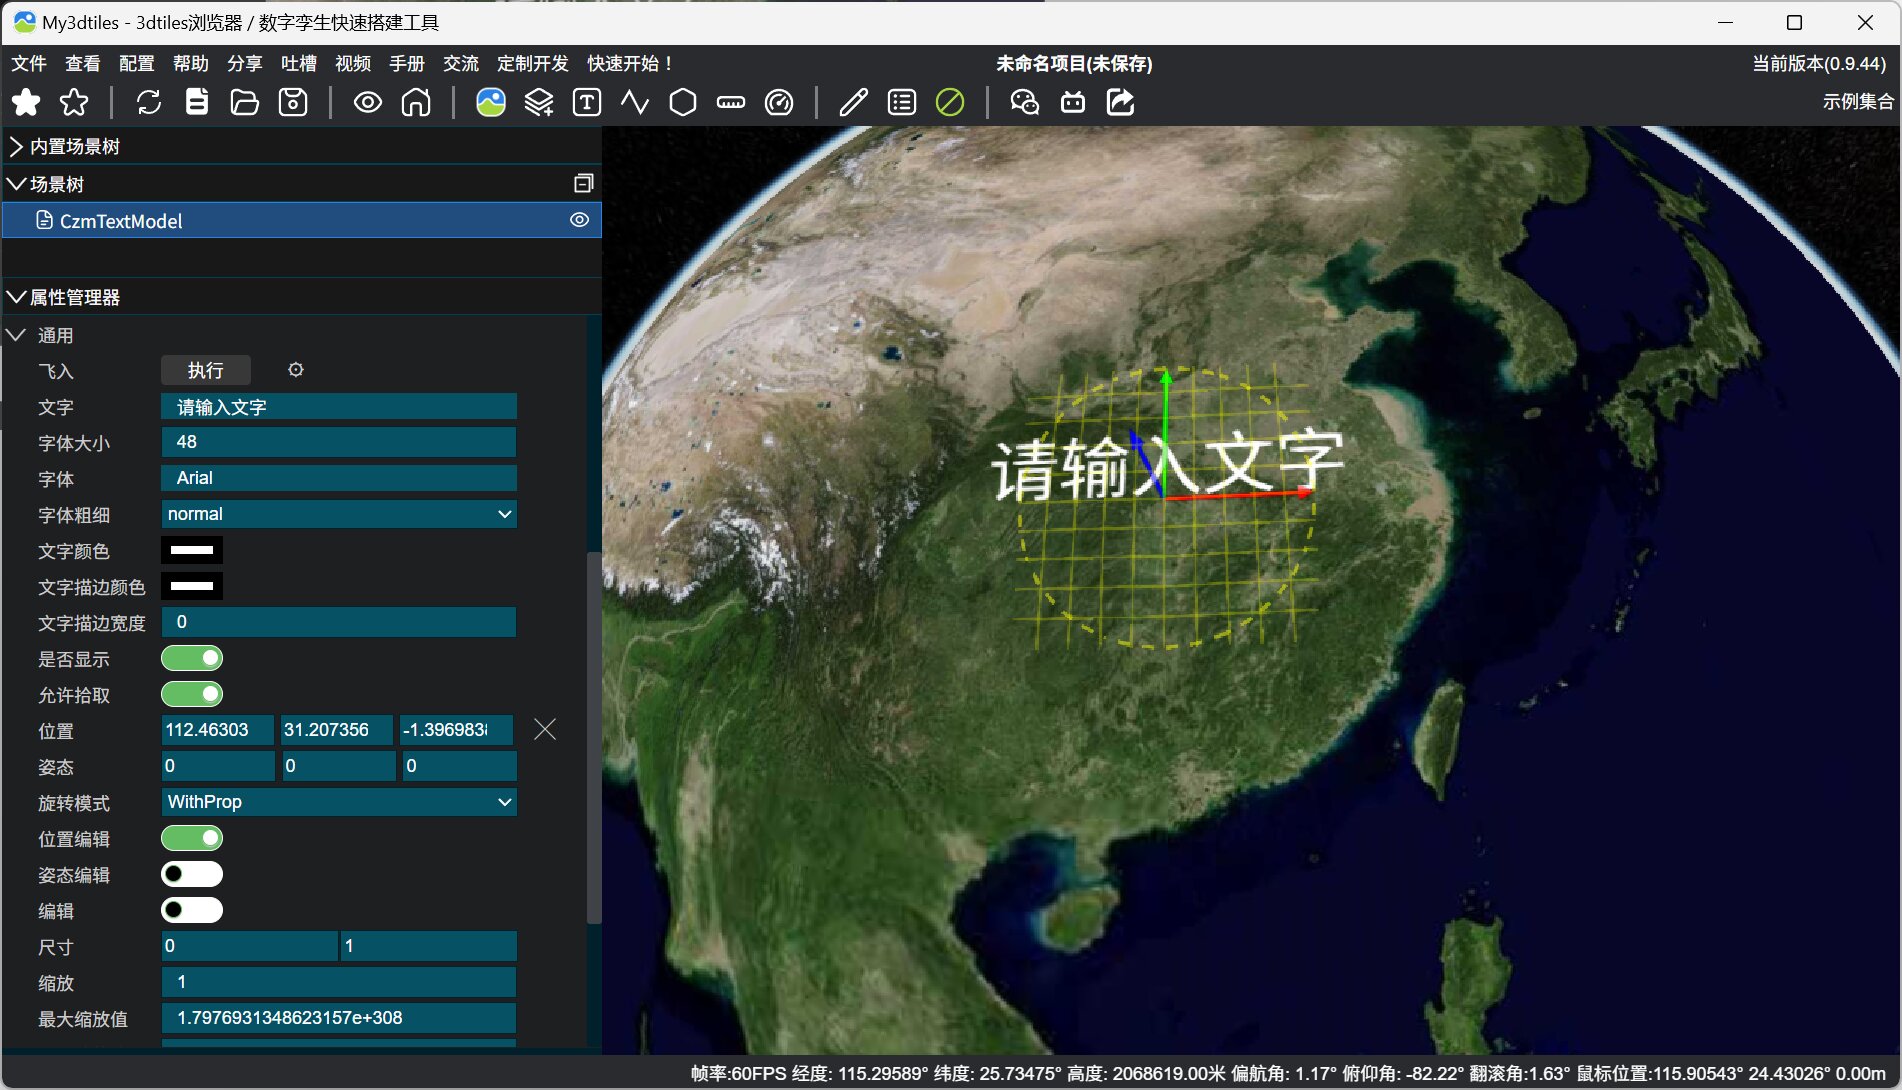 My3dtiles - 3dtiles浏览器 / 数字孪生快速搭建工具
文件 查看 配置 帮助 分享 吐槽 视频 手册 交流 定制开发 快速开始！ 未命名项目(未保存) 当前版本(0.9.44)
示例集合
内置场景树
场景树
CzmTextModel
属性管理器
通用
飞入 执行
文字 请输入文字
字体大小 48
字体 Arial
字体粗细 normal
文字颜色
文字描边颜色
文字描边宽度 0
是否显示
允许拾取
位置 112.46303 31.207356 -1.396983
姿态 0 0 0
旋转模式 WithProp
位置编辑
姿态编辑
编辑
尺寸 0 1
缩放 1
最大缩放值 1.7976931348623157e+308
请输入文字
帧率:60FPS 经度: 115.29589° 纬度: 25.73475° 高度: 2068619.00米 偏航角: 1.17° 俯仰角: -82.22° 翻滚角:1.63° 鼠标位置:115.90543° 24.43026° 0.00m